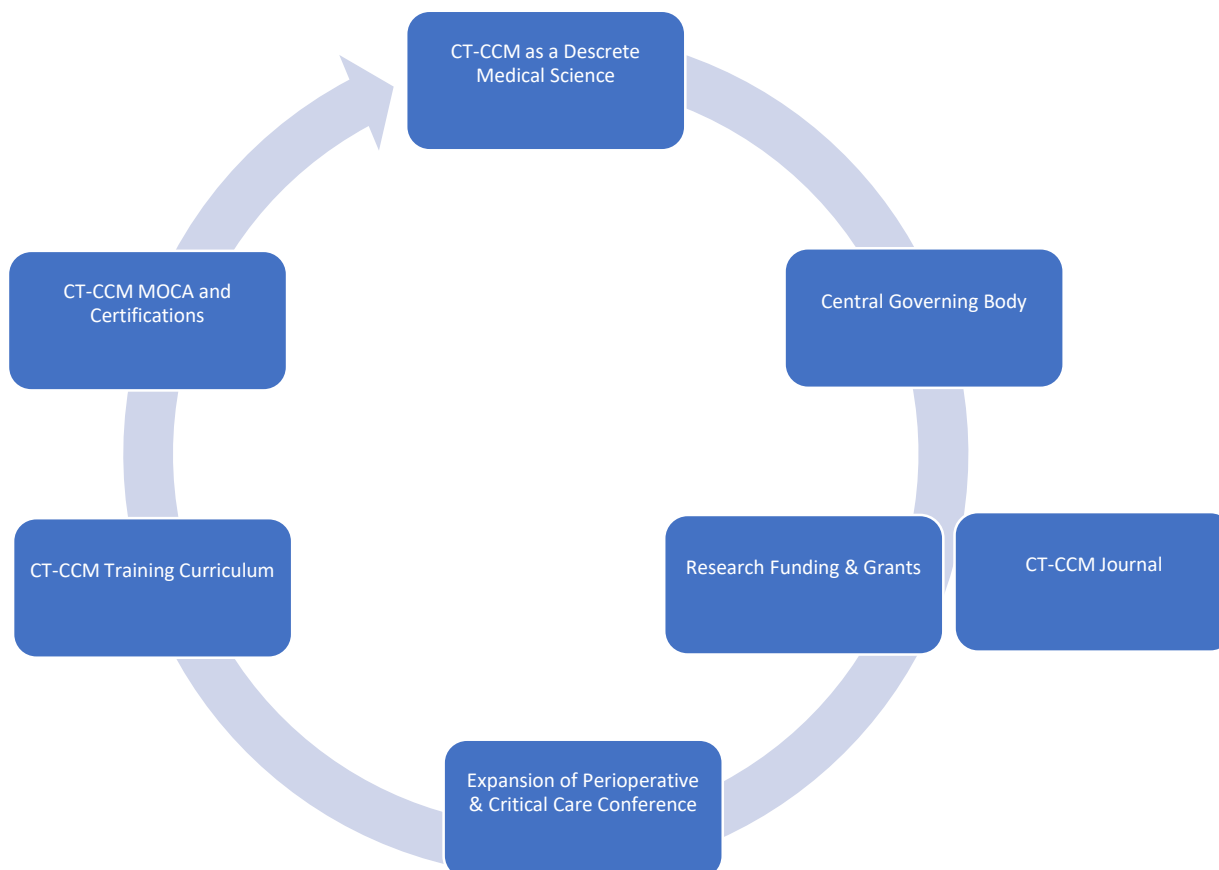 CT-CCM as a Descrete
Medical Science
Central Governing Body
Research Funding & Grants
CT-CCM Journal
Expansion of Perioperative
& Critical Care Conference
CT-CCM Training Curriculum
CT-CCM MOCA and
Certifications